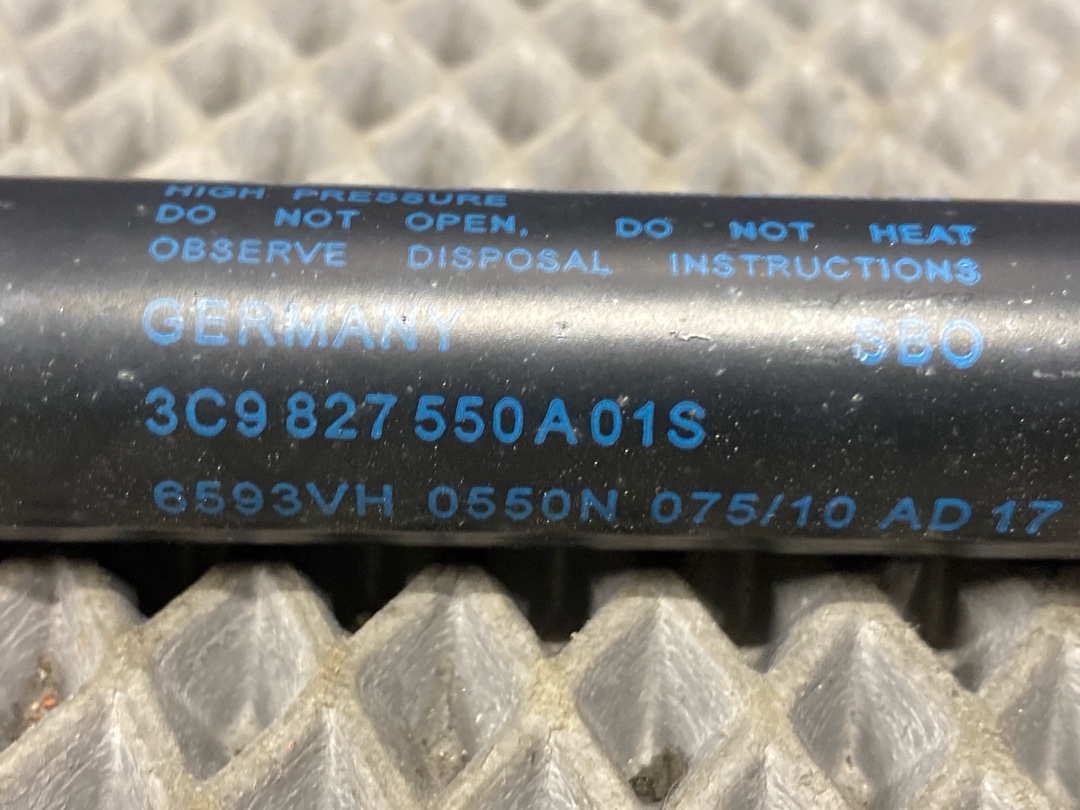 HIGH PRESSURE
DO NOT OPEN, DO NOT HEAT
OBSERVE DISPOSAL INSTRUCTIONS
GERMANY SBO
3C9 827 550 A 01S
6593VH 0550N 075/10 AD 17